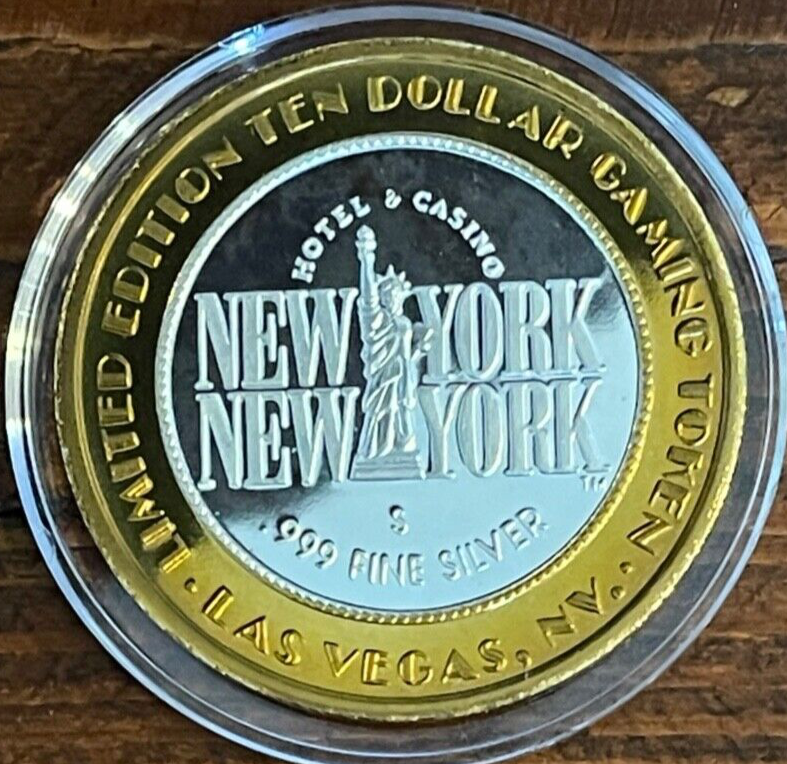 LIMITED EDITION TEN DOLLAR GAMING TOKEN
HOTEL & CASINO
NEW YORK
NEW YORK
TM
S
.999 FINE SILVER
• LAS VEGAS, NV. •